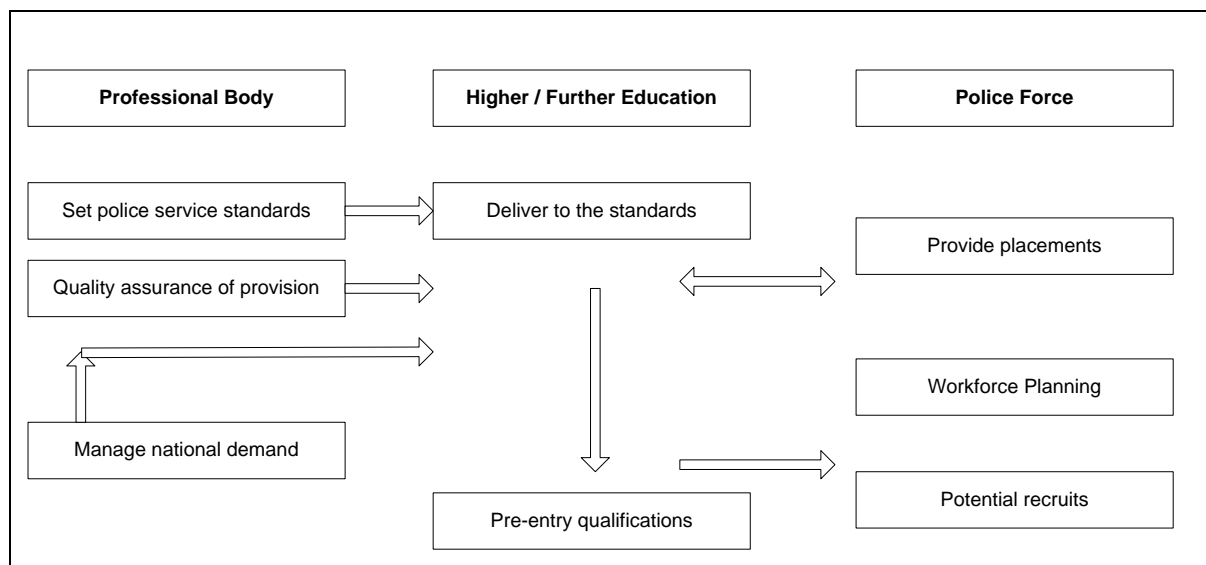 Professional Body
Higher / Further Education
Police Force
Set police service standards
Deliver to the standards
Provide placements
Quality assurance of provision
Workforce Planning
Manage national demand
Potential recruits
Pre-entry qualifications